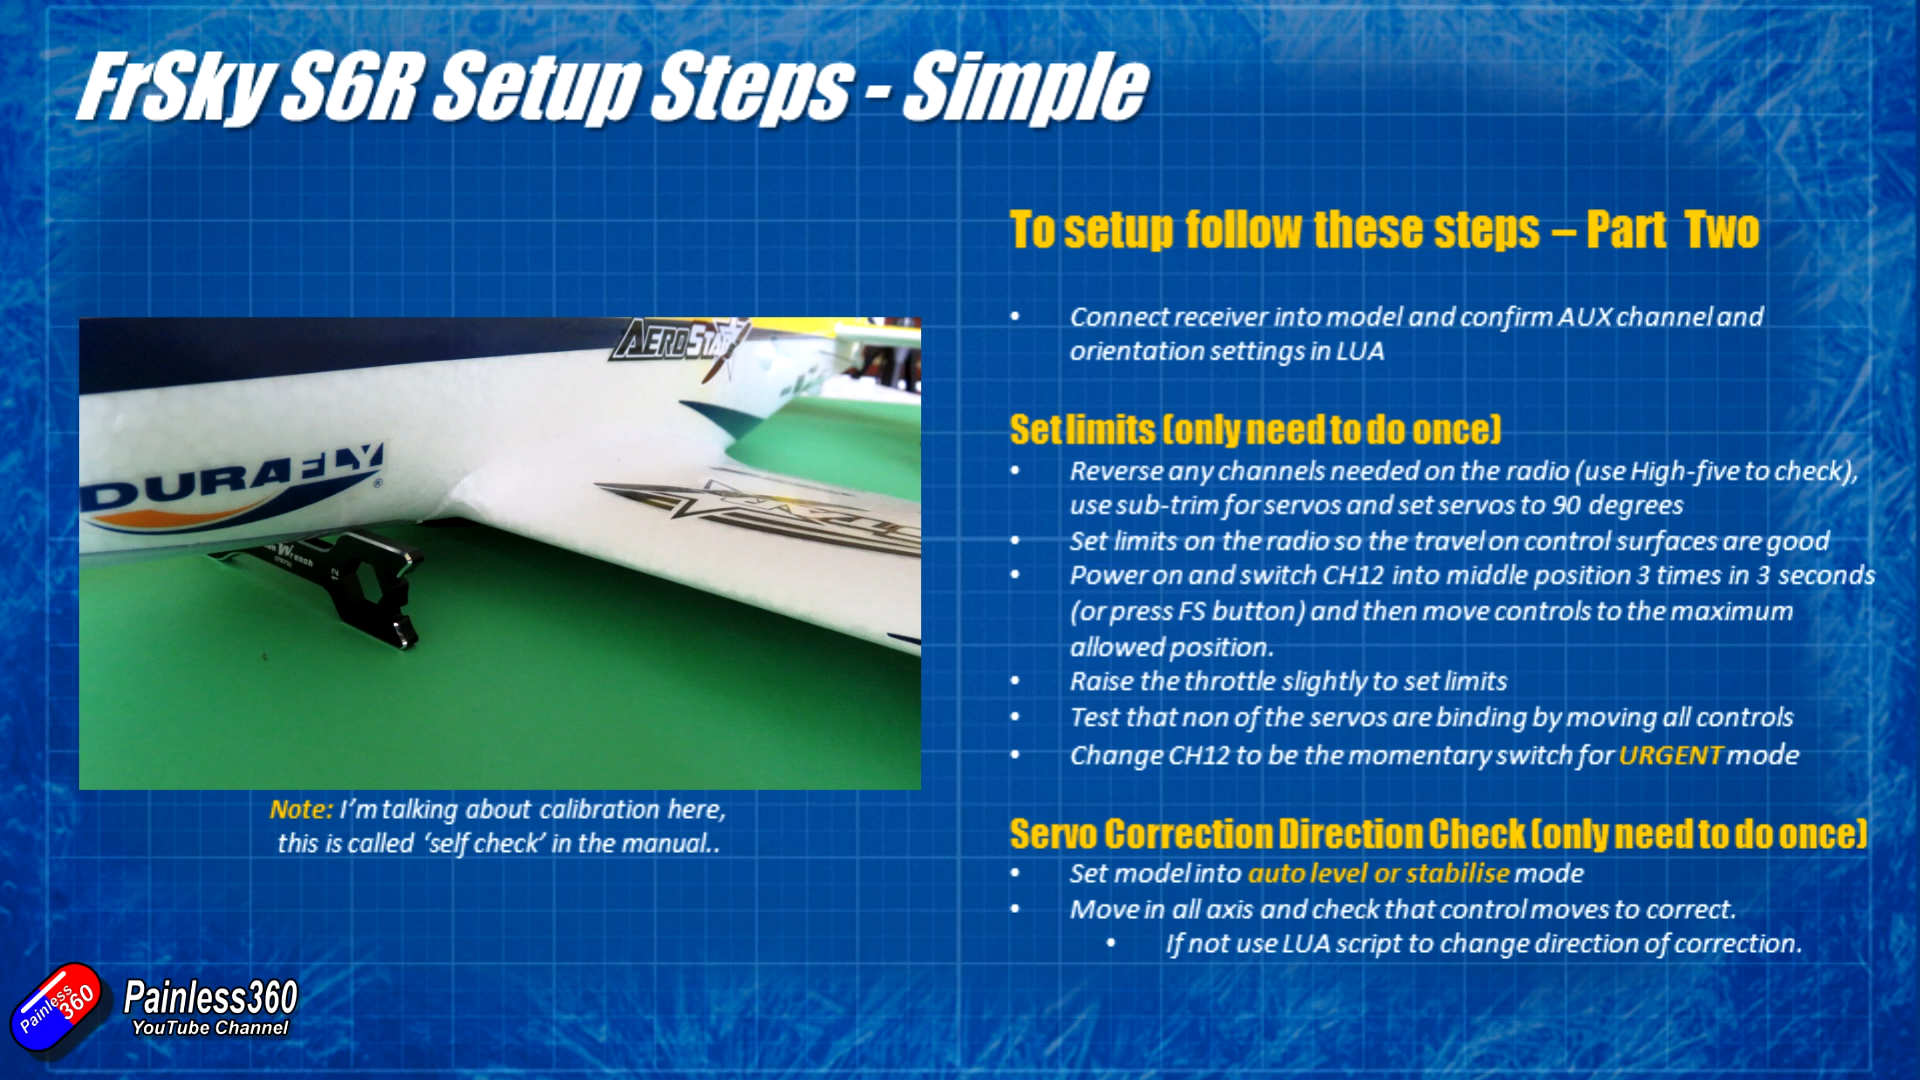 FrSky S6R Setup Steps - Simple
To setup follow these steps – Part Two
• Connect receiver into model and confirm AUX channel and
orientation settings in LUA
Set limits (only need to do once)
• Reverse any channels needed on the radio (use High-five to check),
use sub-trim for servos and set servos to 90 degrees
• Set limits on the radio so the travel on control surfaces are good
• Power on and switch CH12 into middle position 3 times in 3 seconds
(or press FS button) and then move controls to the maximum
allowed position.
• Raise the throttle slightly to set limits
• Test that non of the servos are binding by moving all controls
• Change CH12 to be the momentary switch for URGENT mode
Servo Correction Direction Check (only need to do once)
• Set model into auto level or stabilise mode
• Move in all axis and check that control moves to correct.
• If not use LUA script to change direction of correction.
AEROSTAR
DURAFLY®
Wrench
12
Note: I'm talking about calibration here,
this is called ‘self check’ in the manual..
Painless
360
Painless360
YouTube Channel